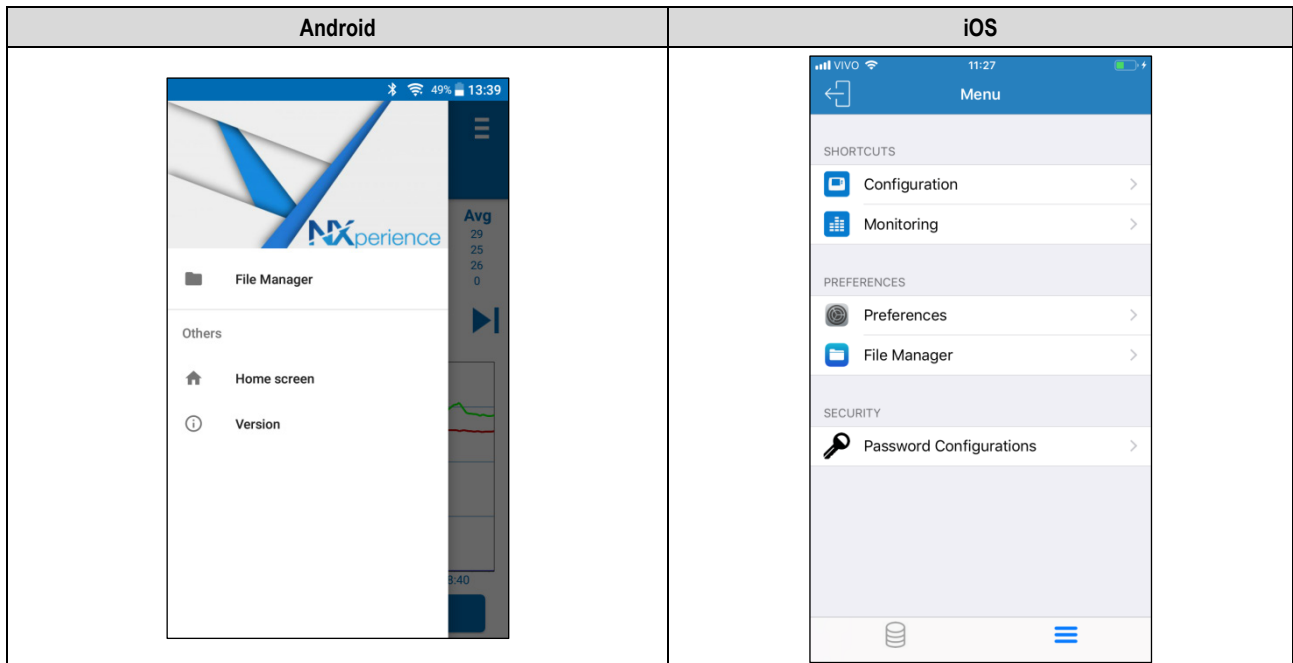 Android
iOS
49% 13:39
NXperience
File Manager
Others
Home screen
Version
Avg
29
25
26
0
3:40
VIVO 11:27
Menu
SHORTCUTS
Configuration
Monitoring
PREFERENCES
Preferences
File Manager
SECURITY
Password Configurations